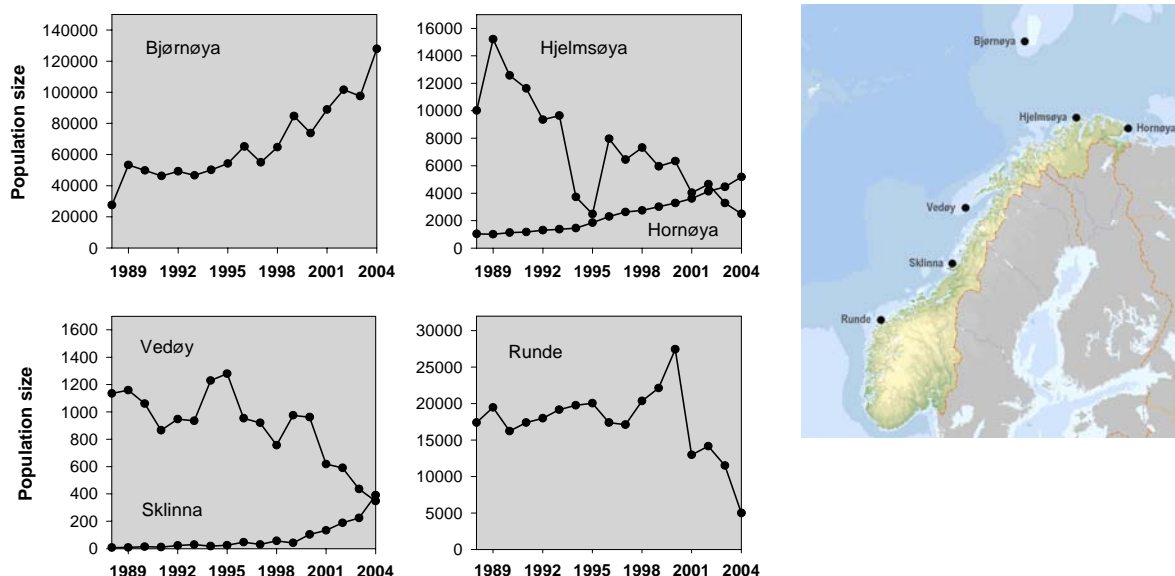 Population size
140000
120000
100000
80000
60000
40000
20000
0
Bjørnøya
1989 1992 1995 1998 2001 2004
16000
14000
12000
10000
8000
6000
4000
2000
0
Hjelmsøya
Hornøya
1989 1992 1995 1998 2001 2004
Bjørnøya
Hjelmsøya
Hornøya
Vedøy
Sklinna
Runde
Population size
1600
1400
1200
1000
800
600
400
200
0
Vedøy
Sklinna
1989 1992 1995 1998 2001 2004
30000
25000
20000
15000
10000
5000
0
Runde
1989 1992 1995 1998 2001 2004